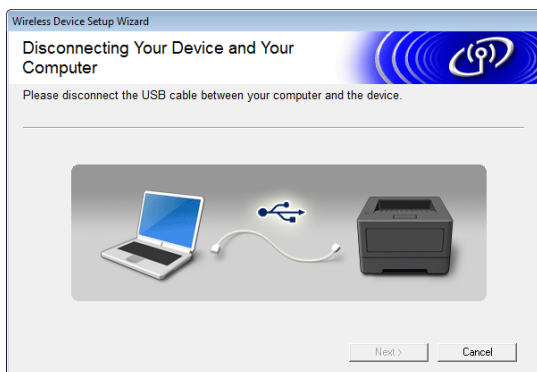 Wireless Device Setup Wizard
Disconnecting Your Device and Your
Computer
Please disconnect the USB cable between your computer and the device.
Next >
Cancel